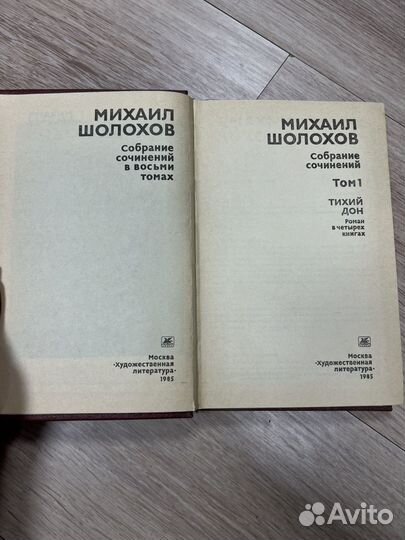 МИХАИЛ
ШОЛОХОВ
Собрание
сочинений
в восьми
томах
Москва
«Художественная
литература»
1985
МИХАИЛ
ШОЛОХОВ
Собрание
сочинений
Том 1
ТИХИЙ
ДОН
Роман
в четырех
книгах
Москва
«Художественная
литература»
1985
Avito